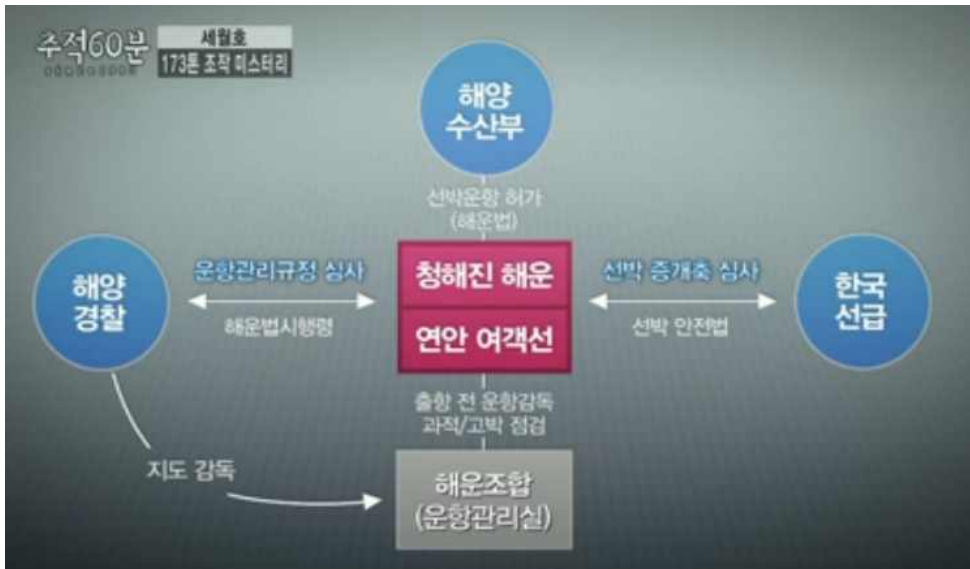 추적60분
세월호
173톤 조작 미스터리
해양
수산부
선박운항 허가
(해운법)
해양
경찰
운항관리규정 심사
해운법시행령
청해진 해운
연안 여객선
선박 증개축 심사
선박 안전법
한국
선급
출항 전 운항감독
과적/고박 점검
지도 감독
해운조합
(운항관리실)